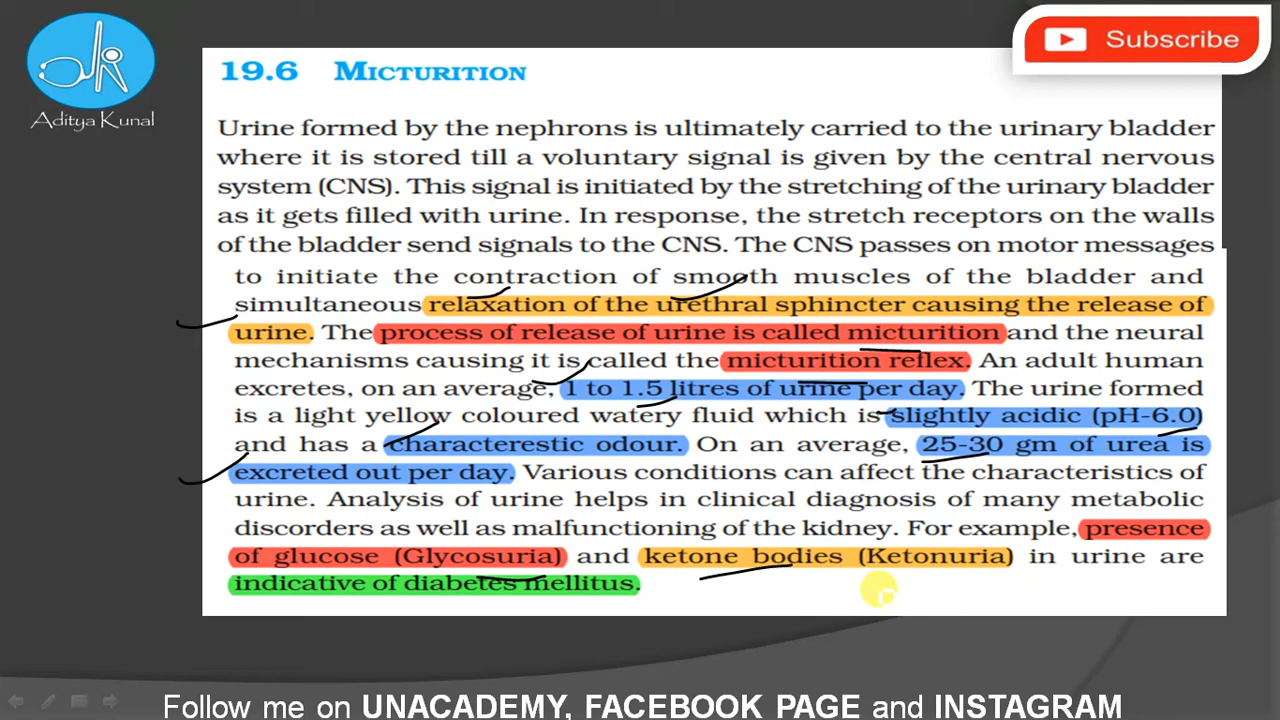 Subscribe
Aditya Kunal
19.6 MICTURITION
Urine formed by the nephrons is ultimately carried to the urinary bladder
where it is stored till a voluntary signal is given by the central nervous
system (CNS). This signal is initiated by the stretching of the urinary bladder
as it gets filled with urine. In response, the stretch receptors on the walls
of the bladder send signals to the CNS. The CNS passes on motor messages
to initiate the contraction of smooth muscles of the bladder and
simultaneous relaxation of the urethral sphincter causing the release of
urine. The process of release of urine is called micturition and the neural
mechanisms causing it is called the micturition reflex. An adult human
excretes, on an average, 1 to 1.5 litres of urine per day. The urine formed
is a light yellow coloured watery fluid which is slightly acidic (pH-6.0)
and has a characterestic odour. On an average, 25-30 gm of urea is
excreted out per day. Various conditions can affect the characteristics of
urine. Analysis of urine helps in clinical diagnosis of many metabolic
discorders as well as malfunctioning of the kidney. For example, presence
of glucose (Glycosuria) and ketone bodies (Ketonuria) in urine are
indicative of diabetes mellitus.
Follow me on UNACADEMY, FACEBOOK PAGE and INSTAGRAM